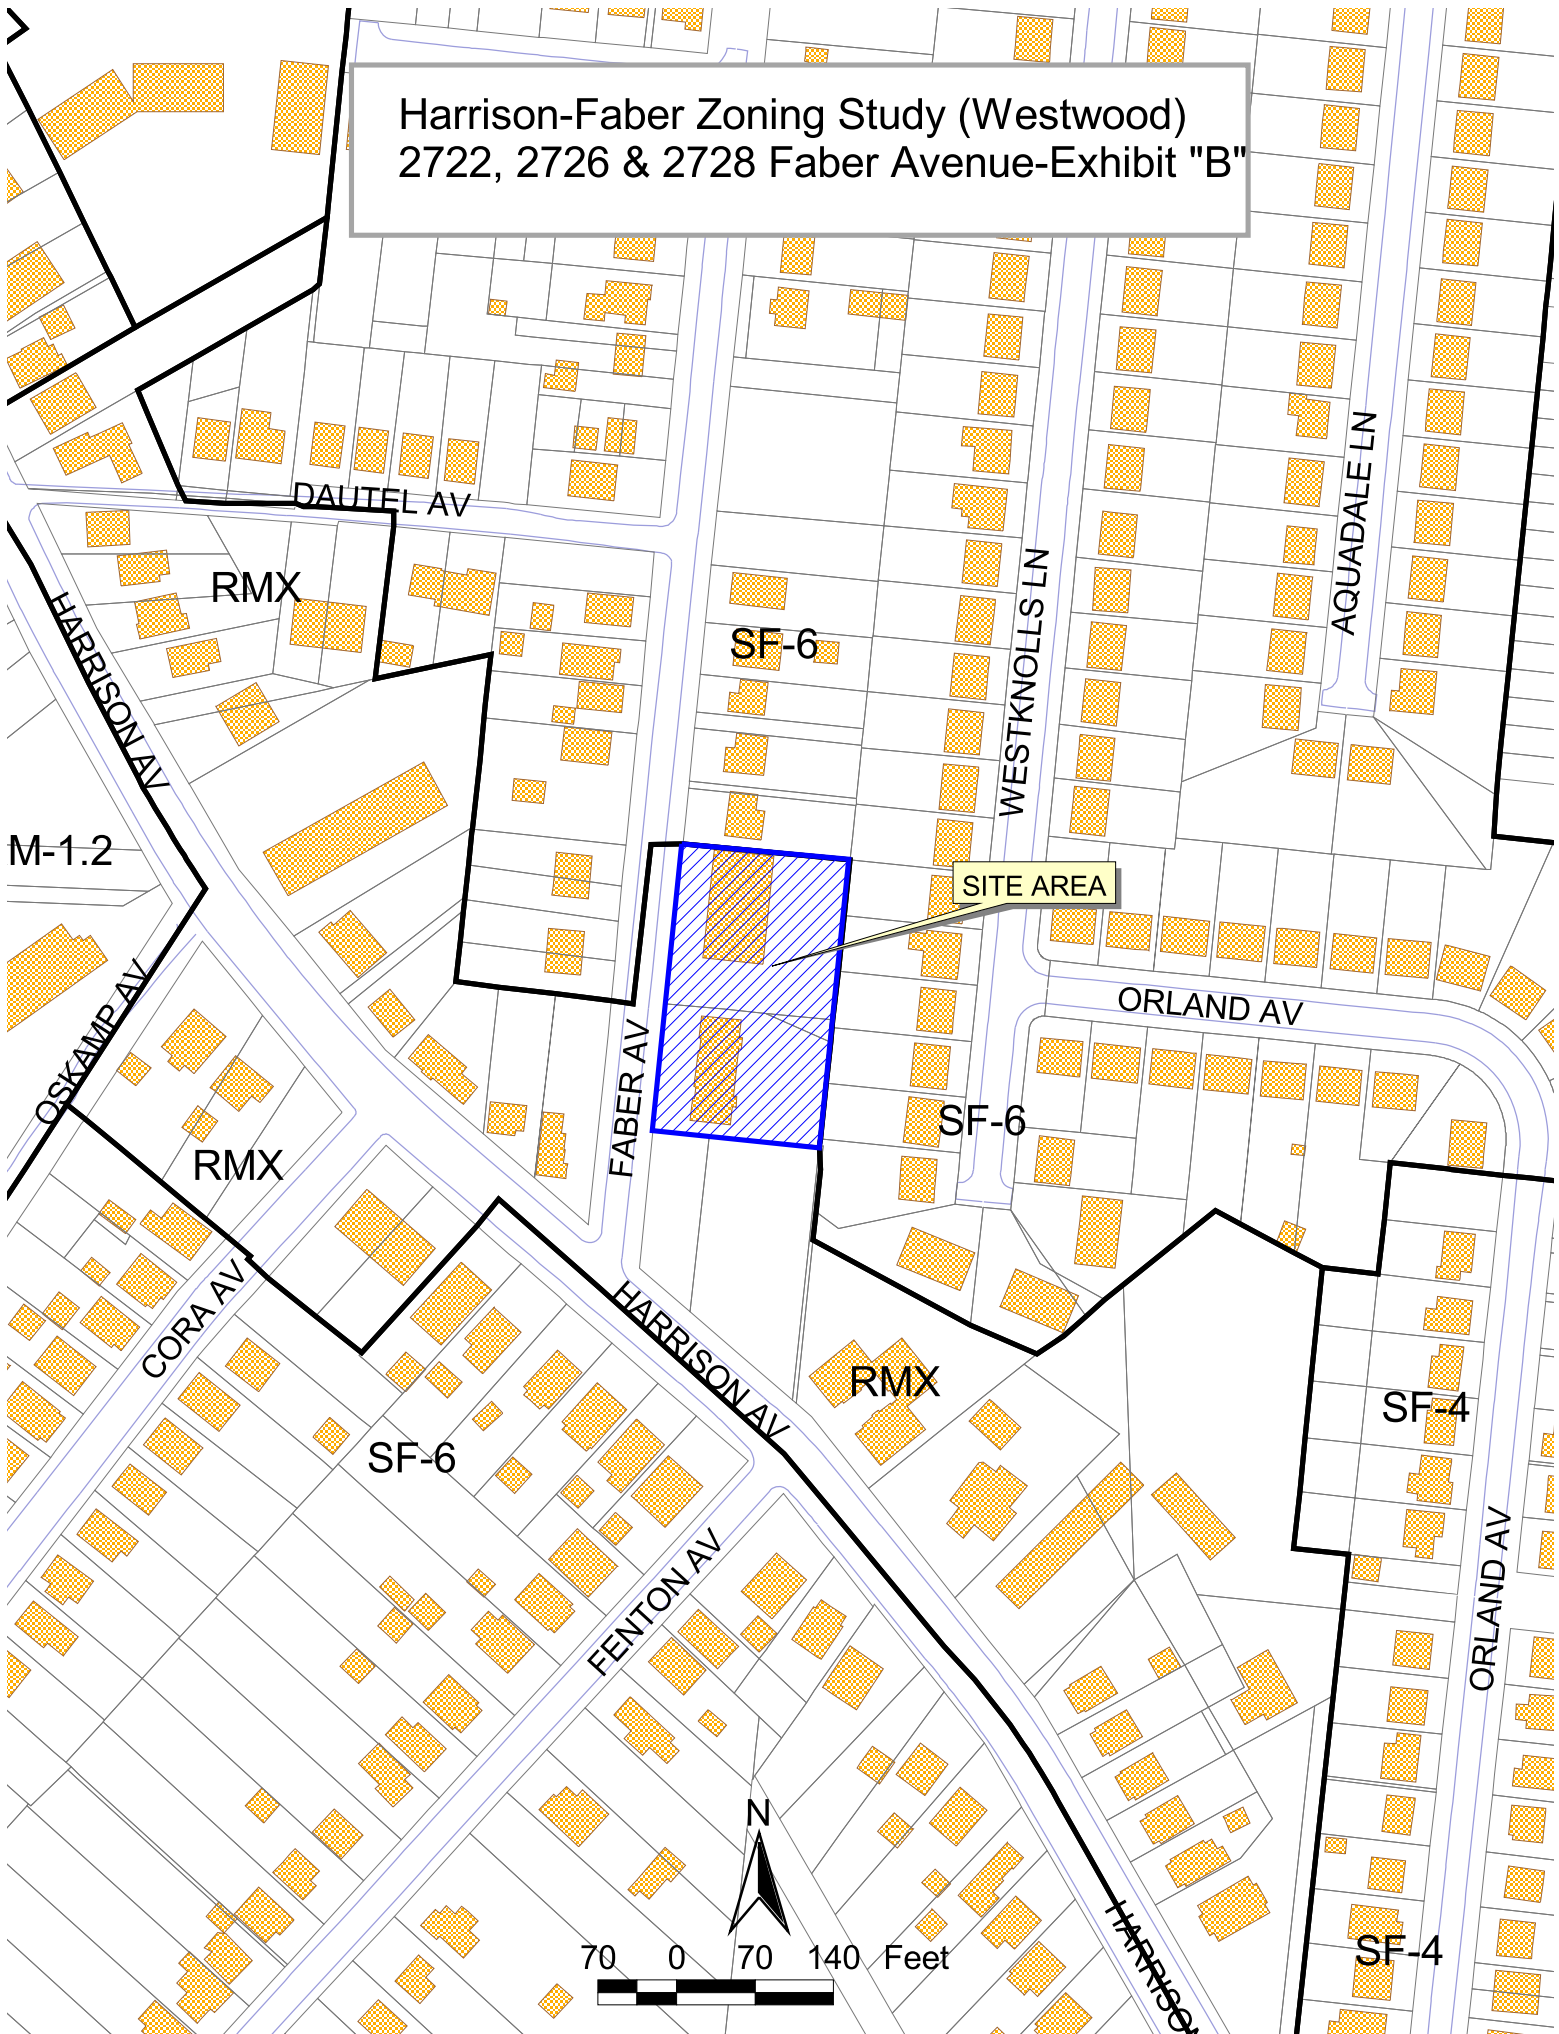 Harrison-Faber Zoning Study (Westwood)
2722, 2726 & 2728 Faber Avenue-Exhibit "B"
DAUTEL AV
AQUADALE LN
RMX
WESTKNOLLS LN
SF-6
HARRISON AV
M-1.2
SITE AREA
OSKAMP AV
ORLAND AV
FABER AV
SF-6
RMX
CORA AV
HARRISON AV
RMX
SF-4
SF-6
FENTON AV
ORLAND AV
N
HARRISON
SF-4
70 0 70 140 Feet